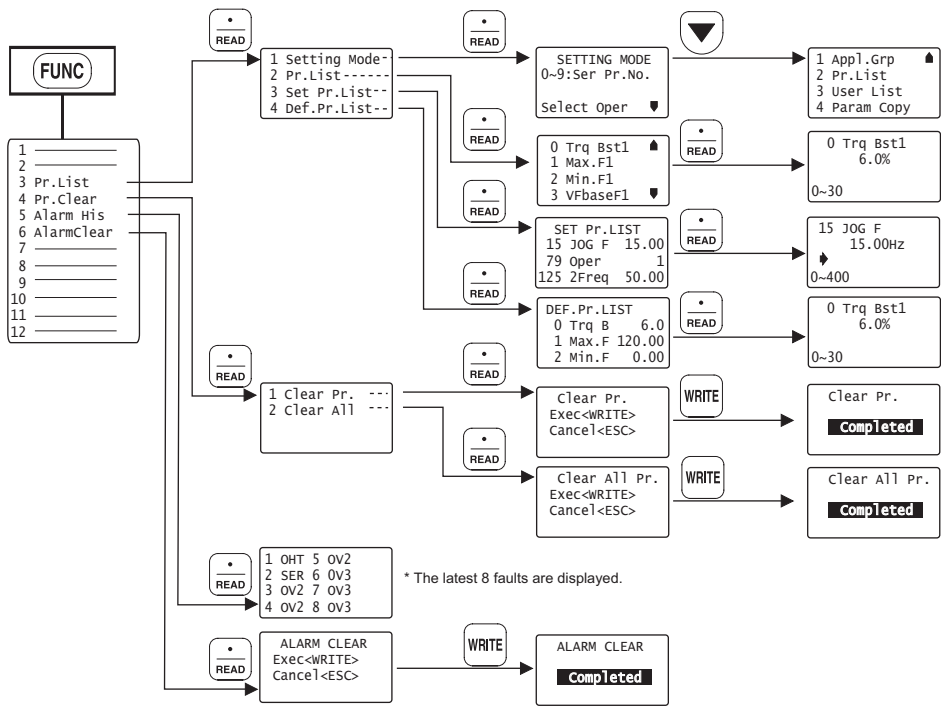 FUNC
1
2
3 Pr.List
4 Pr.Clear
5 Alarm His
6 AlarmClear
7
8
9
10
11
12
READ
1 Setting Mode--
2 Pr.List------
3 Set Pr.List--
4 Def.Pr.List--
READ
SETTING MODE
0~9:Ser Pr.No.
Select Oper
1 Appl.Grp
2 Pr.List
3 User List
4 Param Copy
READ
0 Trq Bst1
1 Max.F1
2 Min.F1
3 VFbaseF1
READ
0 Trq Bst1
6.0%
0~30
READ
SET Pr.LIST
15 JOG F 15.00
79 Oper 1
125 2Freq 50.00
READ
15 JOG F
15.00Hz
0~400
READ
DEF.Pr.LIST
0 Trq B 6.0
1 Max.F 120.00
2 Min.F 0.00
READ
0 Trq Bst1
6.0%
0~30
READ
1 Clear Pr. ---
2 Clear All ---
READ
Clear Pr.
Exec<WRITE>
Cancel<ESC>
WRITE
Clear Pr.
Completed
READ
Clear All Pr.
Exec<WRITE>
Cancel<ESC>
WRITE
Clear All Pr.
Completed
READ
1 OHT 5 OV2
2 SER 6 OV3
3 OV2 7 OV3
4 OV2 8 OV3
* The latest 8 faults are displayed.
READ
ALARM CLEAR
Exec<WRITE>
Cancel<ESC>
WRITE
ALARM CLEAR
Completed